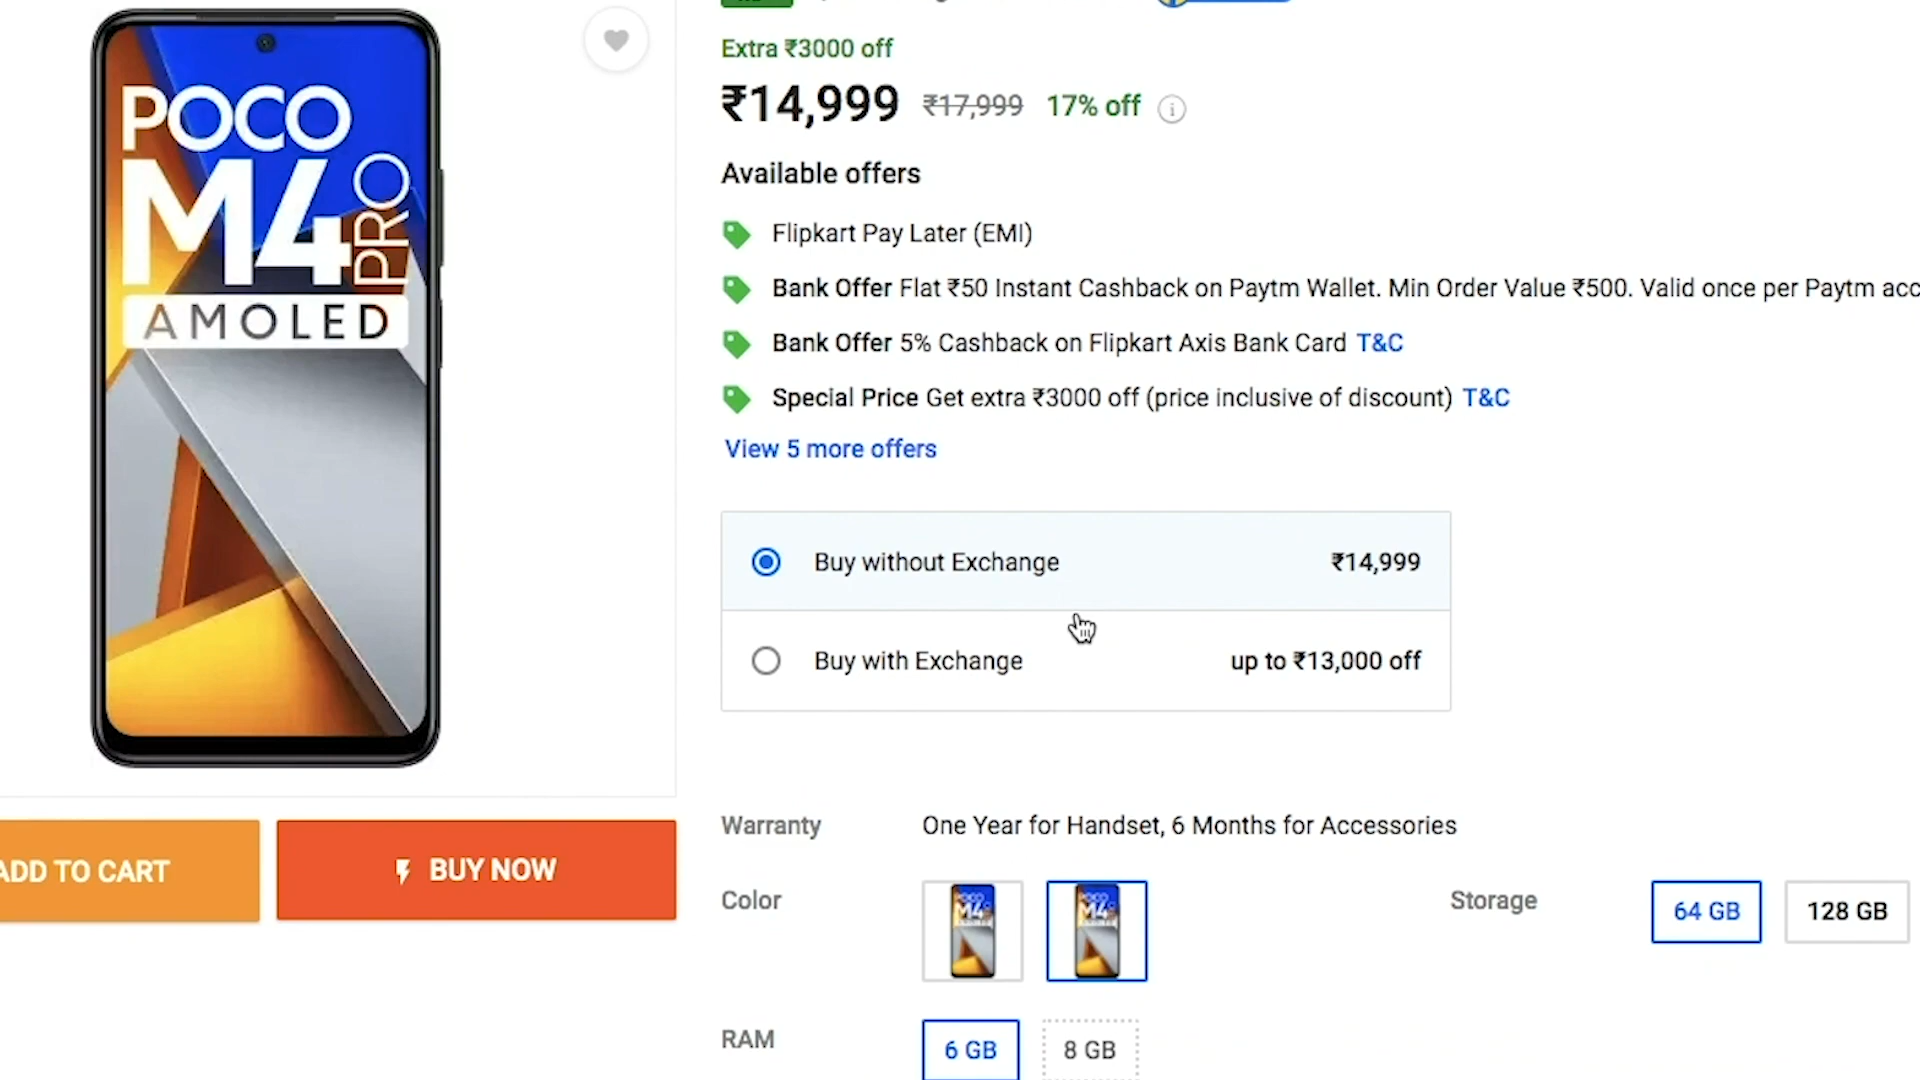 POCO
M4 PRO
AMOLED
ADD TO CART
BUY NOW
Extra ₹3000 off
₹14,999 ₹17,999 17% off
Available offers
Flipkart Pay Later (EMI)
Bank Offer Flat ₹50 Instant Cashback on Paytm Wallet. Min Order Value ₹500. Valid once per Paytm acc
Bank Offer 5% Cashback on Flipkart Axis Bank Card T&C
Special Price Get extra ₹3000 off (price inclusive of discount) T&C
View 5 more offers
Buy without Exchange ₹14,999
Buy with Exchange up to ₹13,000 off
Warranty One Year for Handset, 6 Months for Accessories
Color
Storage 64 GB 128 GB
RAM 6 GB 8 GB